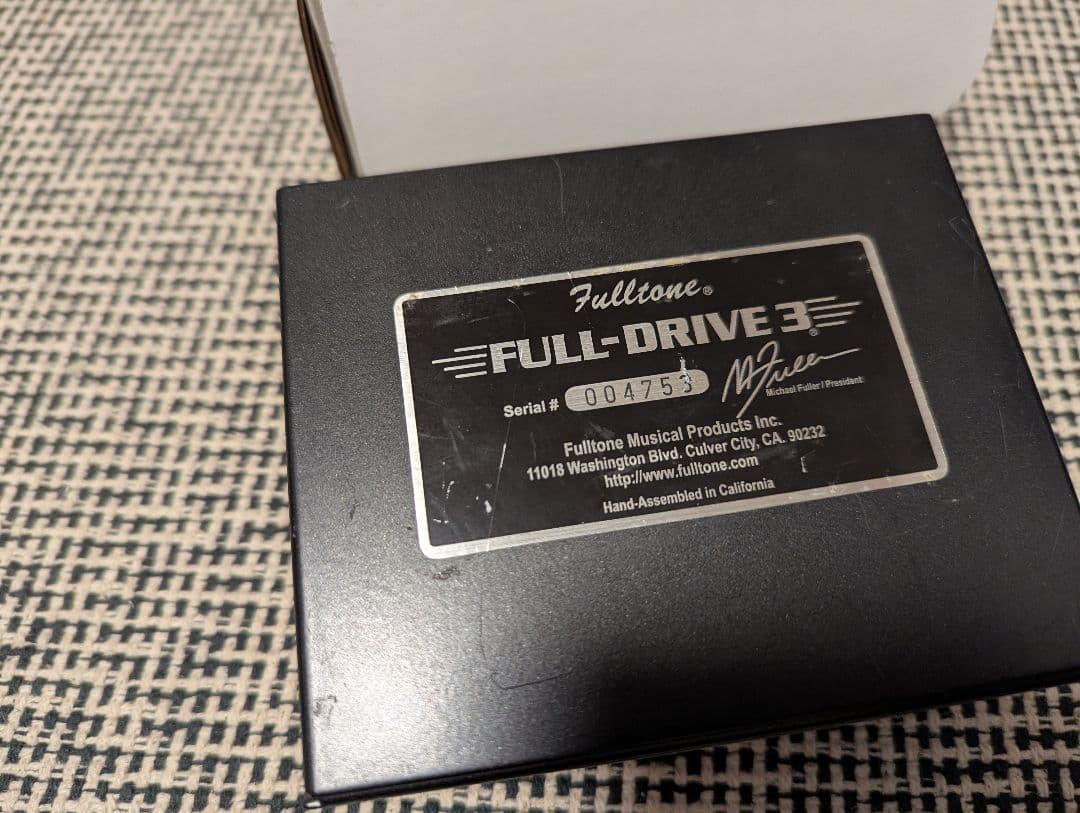 Fulltone®
FULL-DRIVE 3®
Serial # 004753
M Fuller
Michael Fuller / President
Fulltone Musical Products Inc.
11018 Washington Blvd. Culver City, CA. 90232
http://www.fulltone.com
Hand-Assembled in California